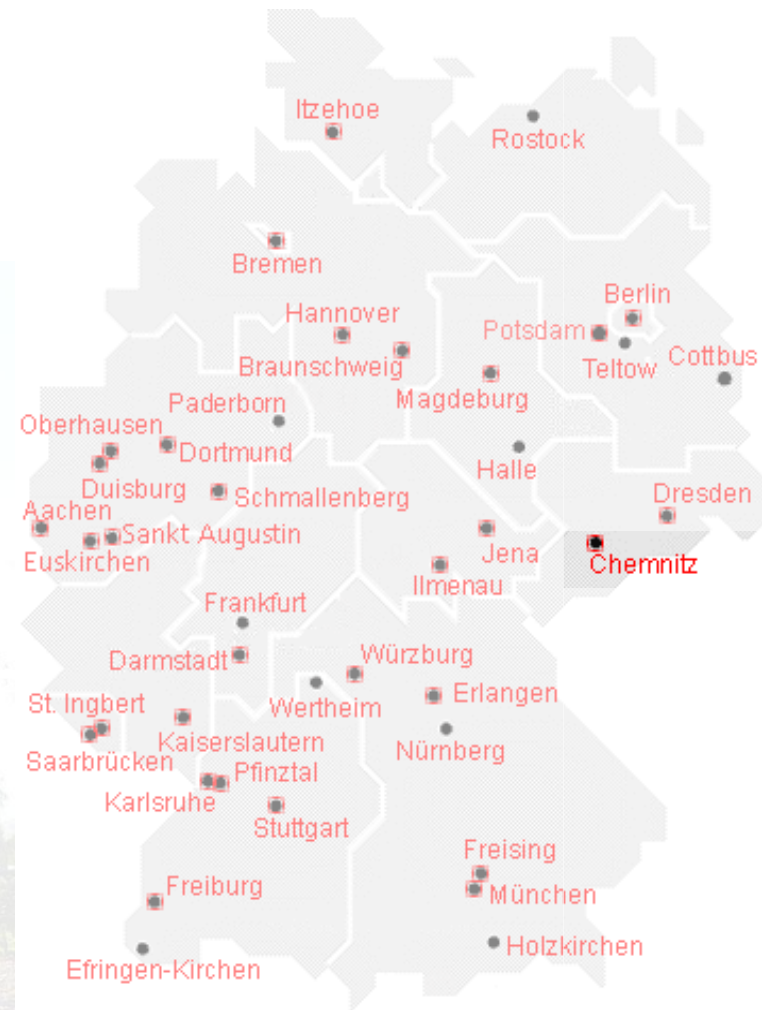 Itzehoe
Rostock
Bremen
Berlin
Hannover
Potsdam
Braunschweig
Teltow
Cottbus
Magdeburg
Paderborn
Oberhausen
Dortmund
Halle
Duisburg
Schmallenberg
Dresden
Aachen
Sankt Augustin
Jena
Euskirchen
Chemnitz
Ilmenau
Frankfurt
Darmstadt
Würzburg
Erlangen
St. Ingbert
Wertheim
Kaiserslautern
Nürnberg
Saarbrücken
Pfinztal
Karlsruhe
Stuttgart
Freising
Freiburg
München
Holzkirchen
Efringen-Kirchen